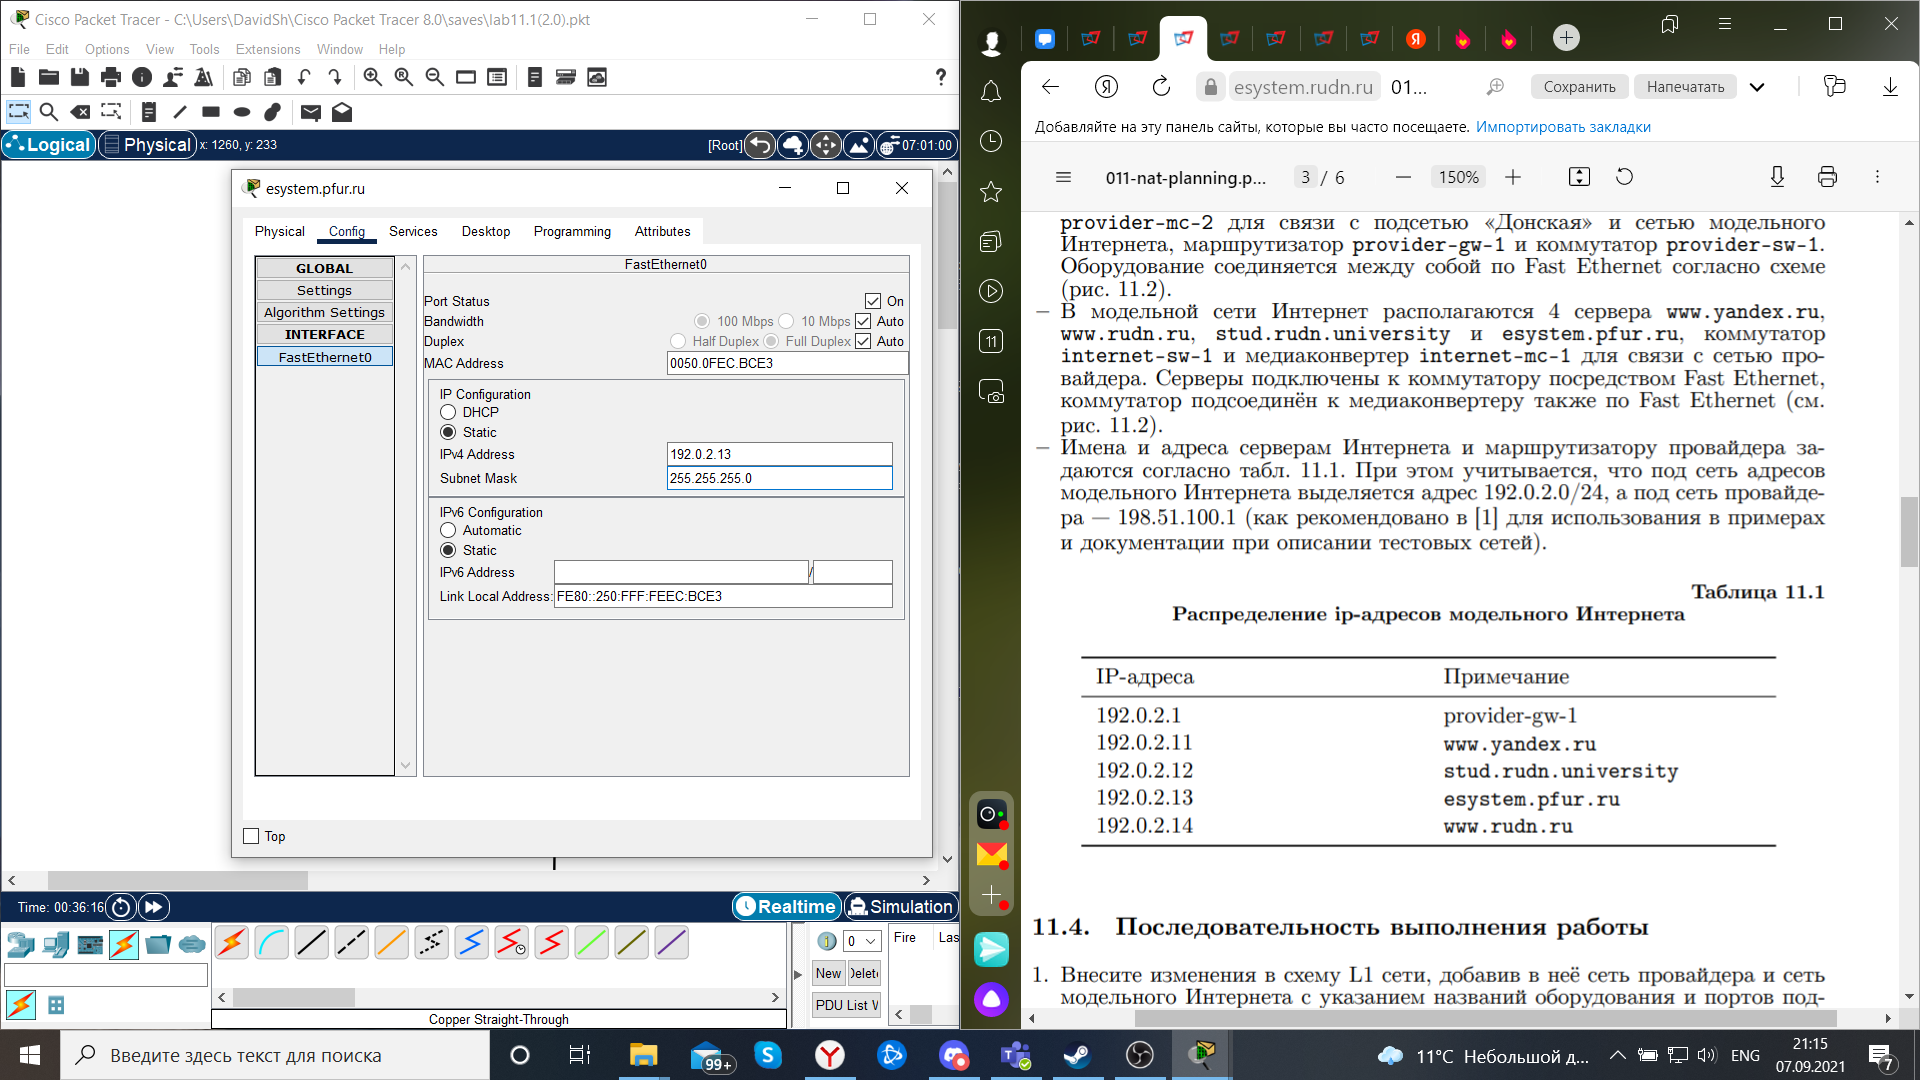 Cisco Packet Tracer - C:\Users\DavidSh\Cisco Packet Tracer 8.0\saves\lab11.1(2.0).pkt
File Edit Options View Tools Extensions Window Help
?
Logical Physical x: 1260, y: 233 [Root] 07:01:00
esystem.pfur.ru
Physical Config Services Desktop Programming Attributes
GLOBAL
Settings
Algorithm Settings
INTERFACE
FastEthernet0
FastEthernet0
Port Status On
Bandwidth 100 Mbps 10 Mbps Auto
Duplex Half Duplex Full Duplex Auto
MAC Address 0050.0FEC.BCE3
IP Configuration
DHCP
Static
IPv4 Address 192.0.2.13
Subnet Mask 255.255.255.0
IPv6 Configuration
Automatic
Static
IPv6 Address /
Link Local Address: FE80::250:FFF:FEEC:BCE3
Top
Time: 00:36:16 Realtime Simulation
0
Fire Las
New Delet
PDU List W
Copper Straight-Through
esystem.rudn.ru 01... Сохранить Напечатать
Добавляйте на эту панель сайты, которые вы часто посещаете. Импортировать закладки
011-nat-planning.p... 3 / 6 150%
11
provider-mc-2 для связи с подсетью «Донская» и сетью модельного
Интернета, маршрутизатор provider-gw-1 и коммутатор provider-sw-1.
Оборудование соединяется между собой по Fast Ethernet согласно схеме
(рис. 11.2).
– В модельной сети Интернет располагаются 4 сервера www.yandex.ru,
www.rudn.ru, stud.rudn.university и esystem.pfur.ru, коммутатор
internet-sw-1 и медиаконвертер internet-mc-1 для связи с сетью про-
вайдера. Серверы подключены к коммутатору посредством Fast Ethernet,
коммутатор подсоединён к медиаконвертеру также по Fast Ethernet (см.
рис. 11.2).
– Имена и адреса серверам Интернета и маршрутизатору провайдера за-
даются согласно табл. 11.1. При этом учитывается, что под сеть адресов
модельного Интернета выделяется адрес 192.0.2.0/24, а под сеть провайде-
ра — 198.51.100.1 (как рекомендовано в [1] для использования в примерах
и документации при описании тестовых сетей).
Таблица 11.1
Распределение ip-адресов модельного Интернета
IP-адреса Примечание
192.0.2.1 provider-gw-1
192.0.2.11 www.yandex.ru
192.0.2.12 stud.rudn.university
192.0.2.13 esystem.pfur.ru
192.0.2.14 www.rudn.ru
11.4. Последовательность выполнения работы
1. Внесите изменения в схему L1 сети, добавив в неё сеть провайдера и сеть
модельного Интернета с указанием названий оборудования и портов под-
Введите здесь текст для поиска
99+
11°C Небольшой д... ENG
21:15
07.09.2021
7